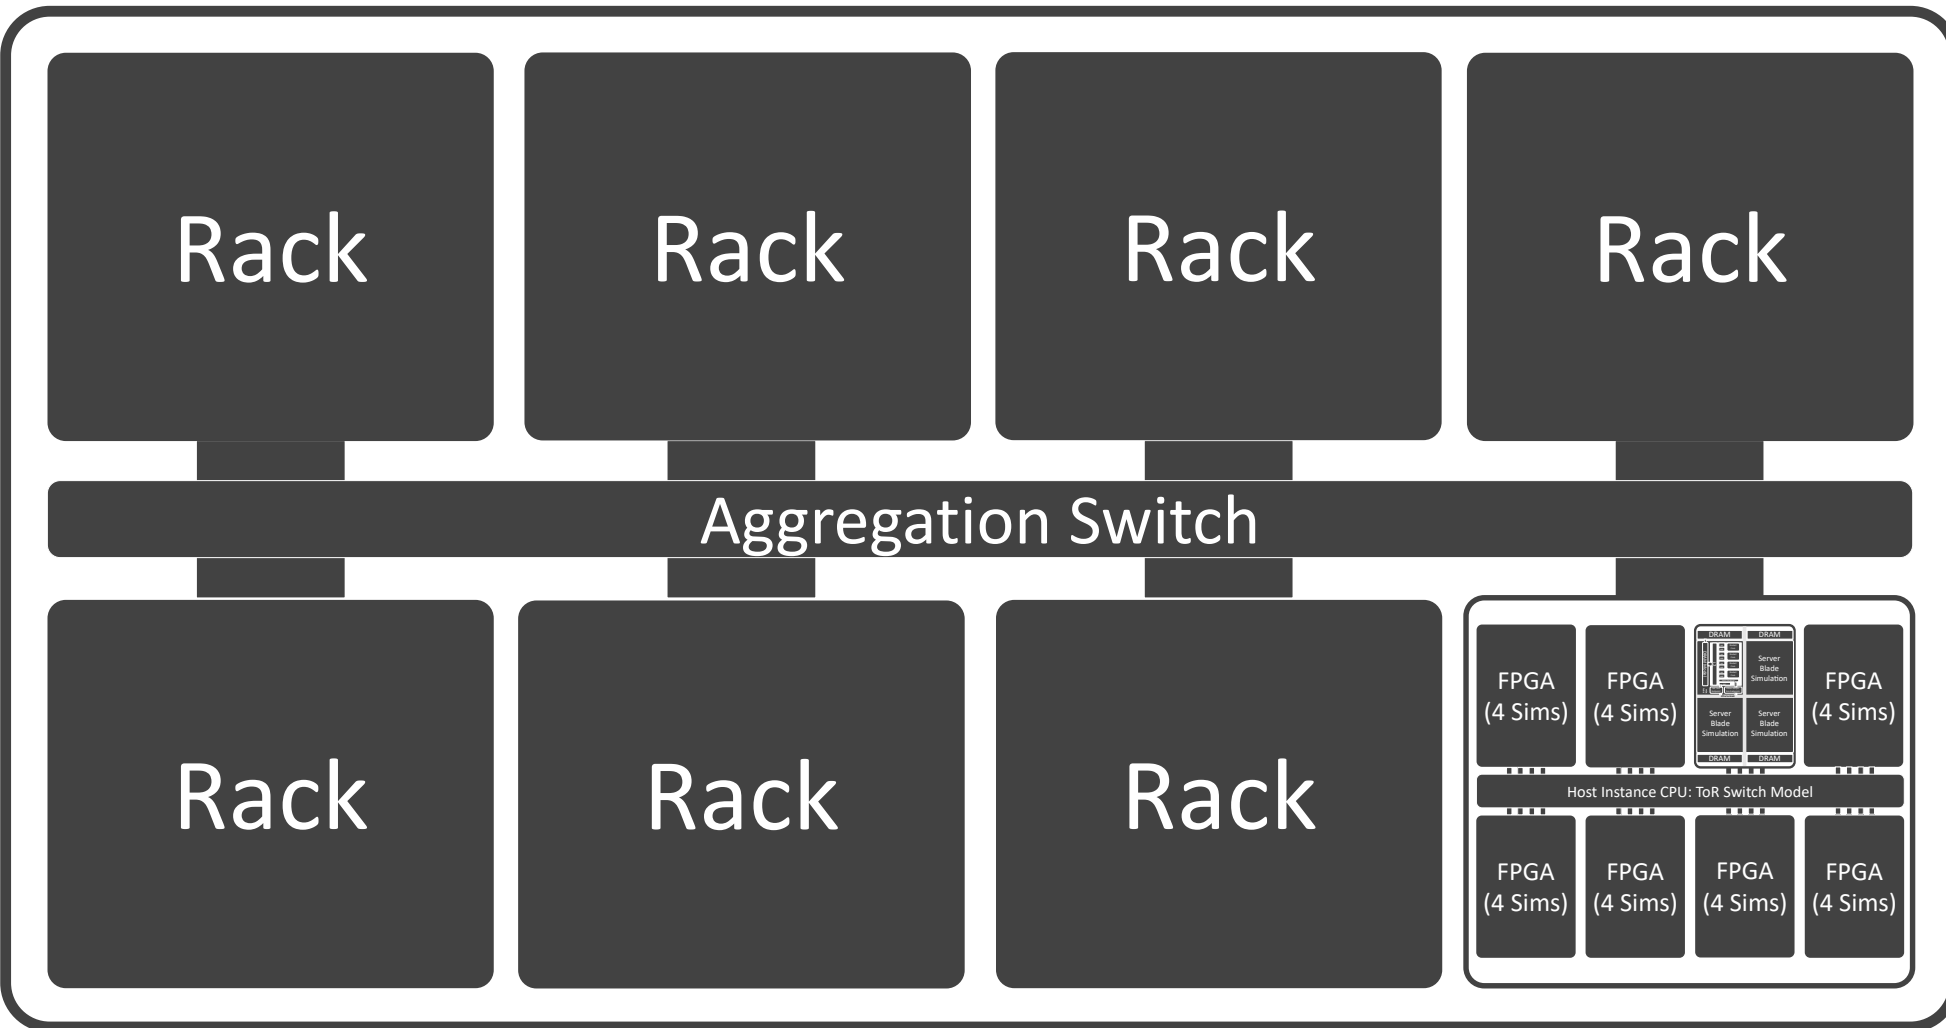 Rack
Rack
Rack
Rack
Aggregation Switch
Rack
Rack
Rack
FPGA
(4 Sims)
FPGA
(4 Sims)
DRAM
DRAM
Server
Blade
Simulation
Server
Blade
Simulation
Server
Blade
Simulation
DRAM
DRAM
FPGA
(4 Sims)
Host Instance CPU: ToR Switch Model
FPGA
(4 Sims)
FPGA
(4 Sims)
FPGA
(4 Sims)
FPGA
(4 Sims)